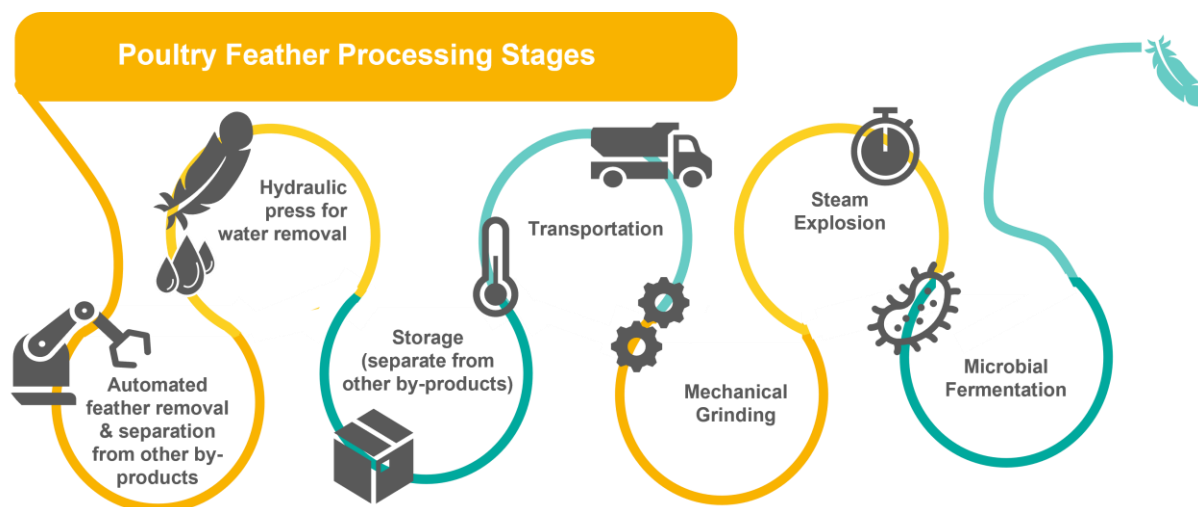 Poultry Feather Processing Stages
Automated
feather removal
& separation
from other by-
products
Hydraulic
press for
water removal
Storage
(separate from
other by-products)
Transportation
Mechanical
Grinding
Steam
Explosion
Microbial
Fermentation